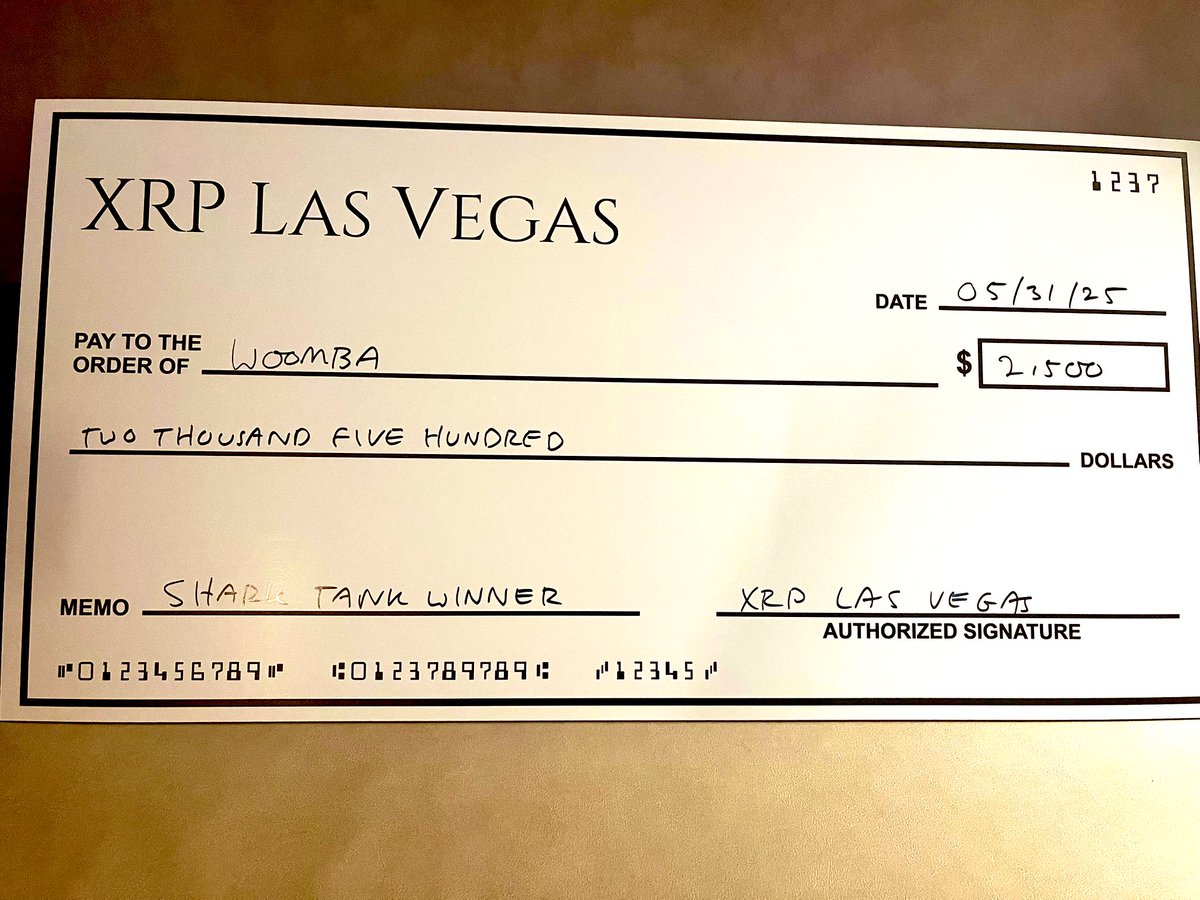 XRP LAS VEGAS
1237
DATE 05/31/25
PAY TO THE
ORDER OF WOOMBA
$ 2,500
TWO THOUSAND FIVE HUNDRED
DOLLARS
MEMO SHARK TANK WINNER
XRP LAS VEGAS
AUTHORIZED SIGNATURE
⑈0123456789⑈ ⑆0123789789⑆ ⑇12345⑇